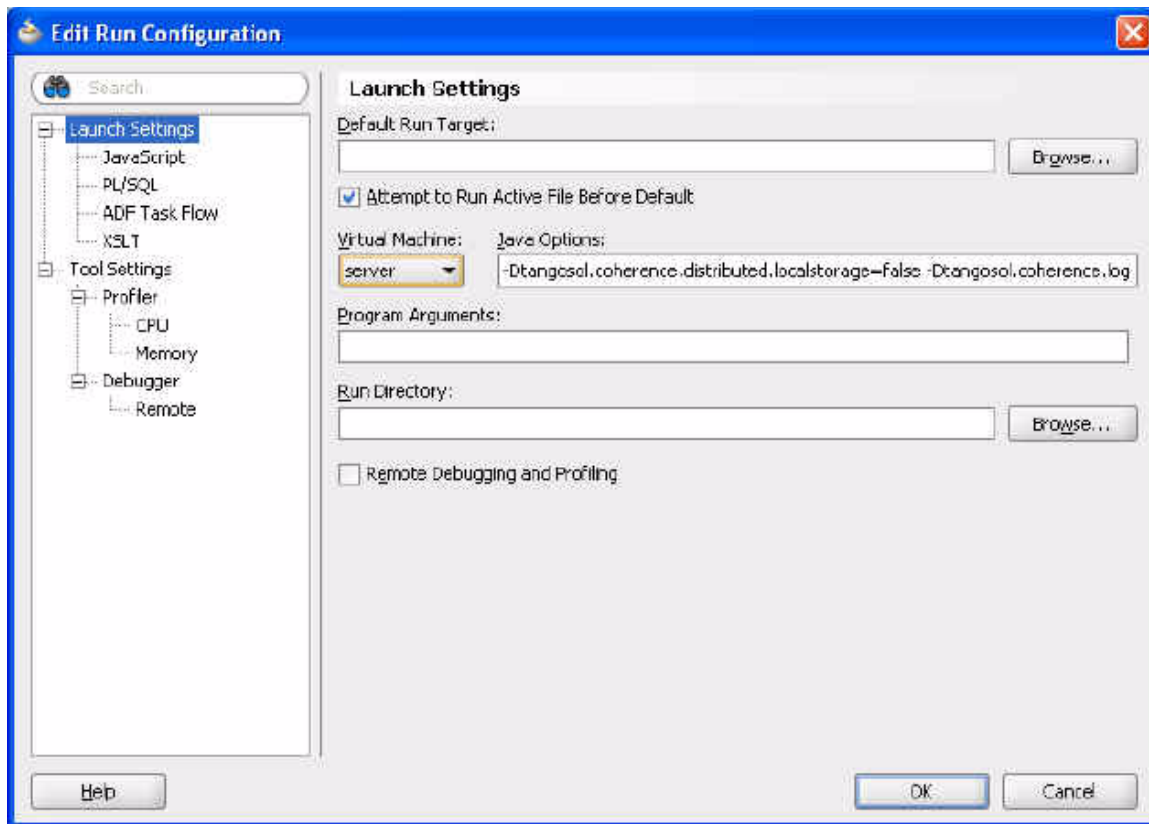 Edit Run Configuration
Search
Launch Settings
JavaScript
PL/SQL
ADF Task Flow
XSLT
Tool Settings
Profiler
CPU
Memory
Debugger
Remote
Launch Settings
Default Run Target:
Browse...
Attempt to Run Active File Before Default
Virtual Machine: Java Options:
server -Dtangosol.coherence.distributed.localstorage=false -Dtangosol.coherence.log
Program Arguments:
Run Directory:
Browse...
Remote Debugging and Profiling
Help OK Cancel